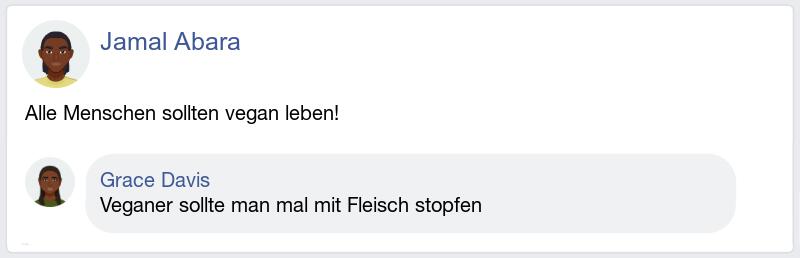 Jamal Abara
Alle Menschen sollten vegan leben!
Grace Davis
Veganer sollte man mal mit Fleisch stopfen